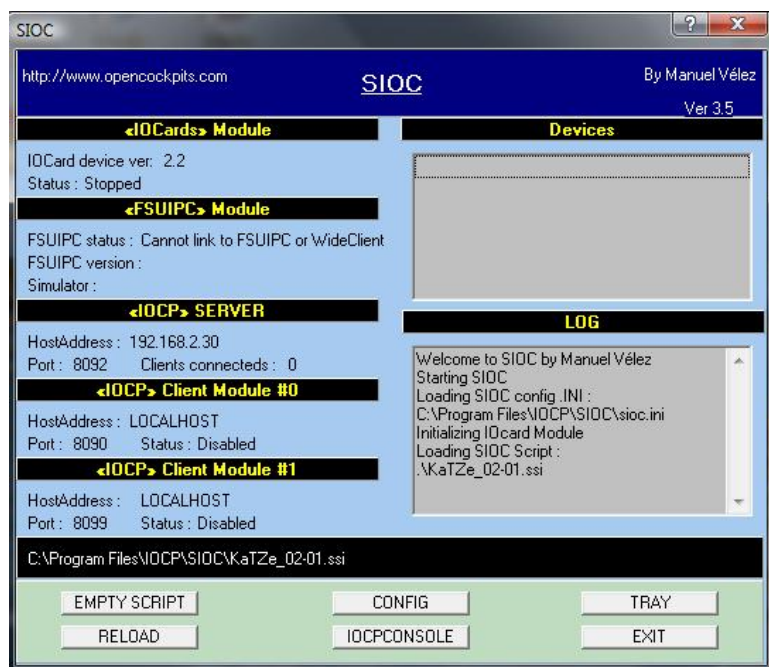 SIOC
http://www.opencockpits.com
SIOC
By Manuel Vélez
Ver 3.5
«IOCards» Module
IOCard device ver: 2.2
Status : Stopped
«FSUIPC» Module
FSUIPC status : Cannot link to FSUIPC or WideClient
FSUIPC version :
Simulator :
«IOCP» SERVER
HostAddress : 192.168.2.30
Port : 8092 Clients connecteds : 0
«IOCP» Client Module #0
HostAddress : LOCALHOST
Port : 8090 Status : Disabled
«IOCP» Client Module #1
HostAddress : LOCALHOST
Port : 8099 Status : Disabled
Devices
LOG
Welcome to SIOC by Manuel Vélez
Starting SIOC
Loading SIOC config .INI :
C:\Program Files\IOCP\SIOC\sioc.ini
Initializing IOcard Module
Loading SIOC Script :
.\KaTZe_02-01.ssi
C:\Program Files\IOCP\SIOC\KaTZe_02-01.ssi
EMPTY SCRIPT
CONFIG
TRAY
RELOAD
IOCPCONSOLE
EXIT